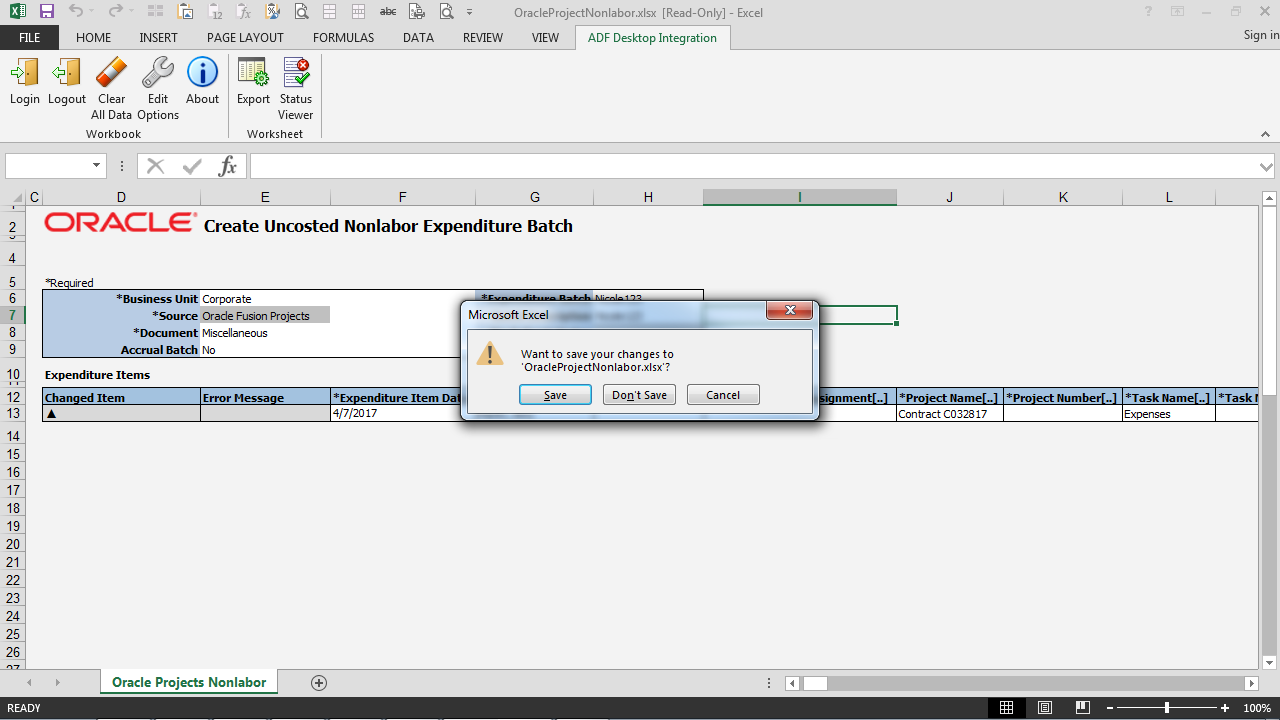 OracleProjectNonlabor.xlsx [Read-Only] - Excel
FILE HOME INSERT PAGE LAYOUT FORMULAS DATA REVIEW VIEW ADF Desktop Integration Sign in
Login Logout Clear All Data Edit Options About Export Status Viewer
Workbook Worksheet
C D E F G H I J K L
2 ORACLE Create Uncosted Nonlabor Expenditure Batch
4
5 *Required
6 *Business Unit Corporate *Expenditure Batch Nicole123
7 *Source Oracle Fusion Projects
8 *Document Miscellaneous
9 Accrual Batch No
Microsoft Excel
Want to save your changes to
'OracleProjectNonlabor.xlsx'?
Save Don't Save Cancel
10 Expenditure Items
12 Changed Item Error Message *Expenditure Item Dat signment[..] *Project Name[..] *Project Number[..] *Task Name[..] *Task N
13 ▲ 4/7/2017 Contract C032817 Expenses
14
15
16
17
18
19
20
21
22
23
24
25
26
27
Oracle Projects Nonlabor
READY 100%